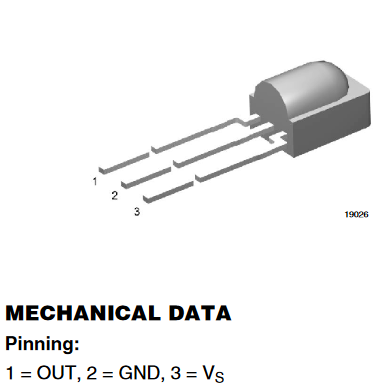 1
2
3
19026
MECHANICAL DATA
Pinning:
1 = OUT, 2 = GND, 3 = VS